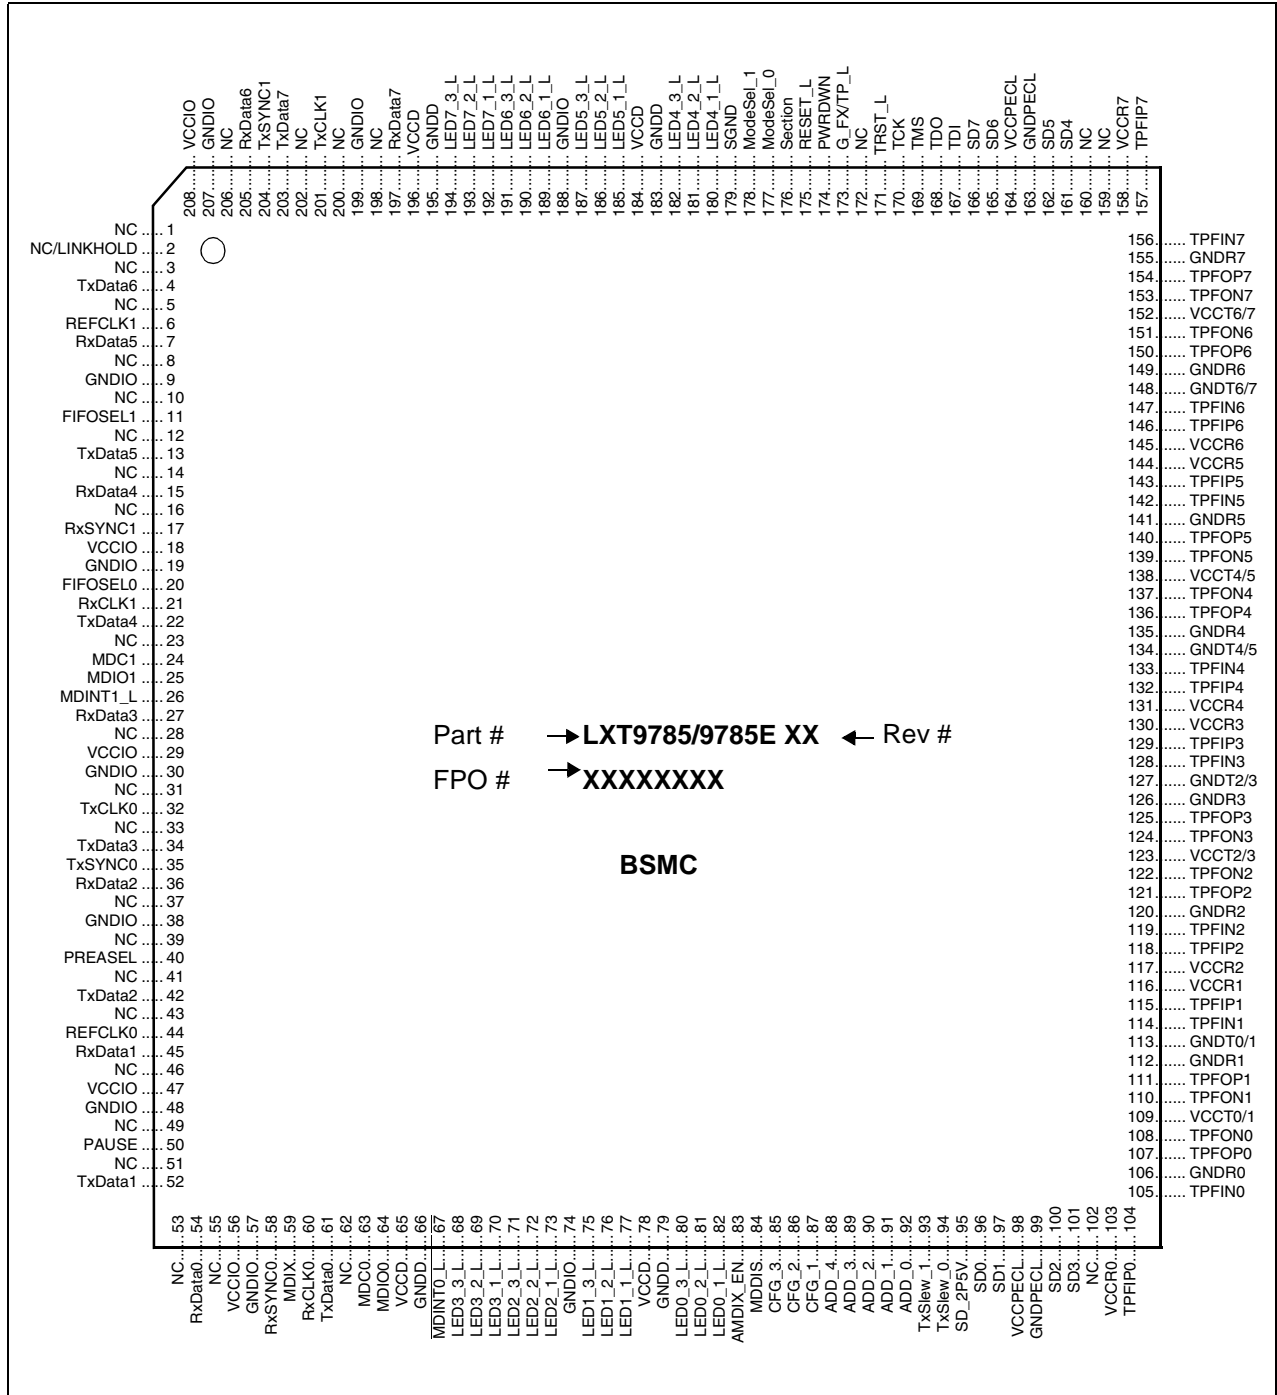 208 VCCIO
207 GNDIO
206 NC
205 RxData6
204 TxSYNC1
203 TxData7
202 NC
201 TxCLK1
200 NC
199 GNDIO
198 NC
197 RxData7
196 VCCD
195 GNDD
194 LED7_3_L
193 LED7_2_L
192 LED7_1_L
191 LED6_3_L
190 LED6_2_L
189 LED6_1_L
188 GNDIO
187 LED5_3_L
186 LED5_2_L
185 LED5_1_L
184 VCCD
183 GNDD
182 LED4_3_L
181 LED4_2_L
180 LED4_1_L
179 SGND
178 ModeSel_1
177 ModeSel_0
176 Section
175 RESET_L
174 PWRDWN
173 G_FX/TP_L
172 NC
171 TRST_L
170 TCK
169 TMS
168 TDO
167 TDI
166 SD7
165 SD6
164 VCCPECL
163 GNDPECL
162 SD5
161 SD4
160 NC
159 NC
158 VCCR7
157 TPFIP7
NC ..... 1
NC/LINKHOLD ..... 2
NC ..... 3
TxData6 ..... 4
NC ..... 5
REFCLK1 ..... 6
RxData5 ..... 7
NC ..... 8
GNDIO ..... 9
NC ..... 10
FIFOSEL1 ..... 11
NC ..... 12
TxData5 ..... 13
NC ..... 14
RxData4 ..... 15
NC ..... 16
RxSYNC1 ..... 17
VCCIO ..... 18
GNDIO ..... 19
FIFOSEL0 ..... 20
RxCLK1 ..... 21
TxData4 ..... 22
NC ..... 23
MDC1 ..... 24
MDIO1 ..... 25
MDINT1_L ..... 26
RxData3 ..... 27
NC ..... 28
VCCIO ..... 29
GNDIO ..... 30
NC ..... 31
TxCLK0 ..... 32
NC ..... 33
TxData3 ..... 34
TxSYNC0 ..... 35
RxData2 ..... 36
NC ..... 37
GNDIO ..... 38
NC ..... 39
PREASEL ..... 40
NC ..... 41
TxData2 ..... 42
NC ..... 43
REFCLK0 ..... 44
RxData1 ..... 45
NC ..... 46
VCCIO ..... 47
GNDIO ..... 48
NC ..... 49
PAUSE ..... 50
NC ..... 51
TxData1 ..... 52
Part # LXT9785/9785E XX Rev #
FPO # XXXXXXXX
BSMC
156 ....... TPFIN7
155 ....... GNDR7
154 ....... TPFOP7
153 ....... TPFON7
152 ....... VCCT6/7
151 ....... TPFON6
150 ....... TPFOP6
149 ....... GNDR6
148 ....... GNDT6/7
147 ....... TPFIN6
146 ....... TPFIP6
145 ....... VCCR6
144 ....... VCCR5
143 ....... TPFIP5
142 ....... TPFIN5
141 ....... GNDR5
140 ....... TPFOP5
139 ....... TPFON5
138 ....... VCCT4/5
137 ....... TPFON4
136 ....... TPFOP4
135 ....... GNDR4
134 ....... GNDT4/5
133 ....... TPFIN4
132 ....... TPFIP4
131 ....... VCCR4
130 ....... VCCR3
129 ....... TPFIP3
128 ....... TPFIN3
127 ....... GNDT2/3
126 ....... GNDR3
125 ....... TPFOP3
124 ....... TPFON3
123 ....... VCCT2/3
122 ....... TPFON2
121 ....... TPFOP2
120 ....... GNDR2
119 ....... TPFIN2
118 ....... TPFIP2
117 ....... VCCR2
116 ....... VCCR1
115 ....... TPFIP1
114 ....... TPFIN1
113 ....... GNDT0/1
112 ....... GNDR1
111 ....... TPFOP1
110 ....... TPFON1
109 ....... VCCT0/1
108 ....... TPFON0
107 ....... TPFOP0
106 ....... GNDR0
105 ....... TPFIN0
NC 53
RxData0 54
NC 55
VCCIO 56
GNDIO 57
RxSYNC0 58
MDIX 59
RxCLK0 60
TxData0 61
NC 62
MDC0 63
MDIO0 64
VCCD 65
GNDD 66
MDINT0_L 67
LED3_3_L 68
LED3_2_L 69
LED3_1_L 70
LED2_3_L 71
LED2_2_L 72
LED2_1_L 73
GNDIO 74
LED1_3_L 75
LED1_2_L 76
LED1_1_L 77
VCCD 78
GNDD 79
LED0_3_L 80
LED0_2_L 81
LED0_1_L 82
AMDIX_EN 83
MDDIS 84
CFG_3 85
CFG_2 86
CFG_1 87
ADD_4 88
ADD_3 89
ADD_2 90
ADD_1 91
ADD_0 92
TxSlew_1 93
TxSlew_0 94
SD_2P5V 95
SD0 96
SD1 97
VCCPECL 98
GNDPECL 99
SD2 100
SD3 101
NC 102
VCCR0 103
TPFIP0 104